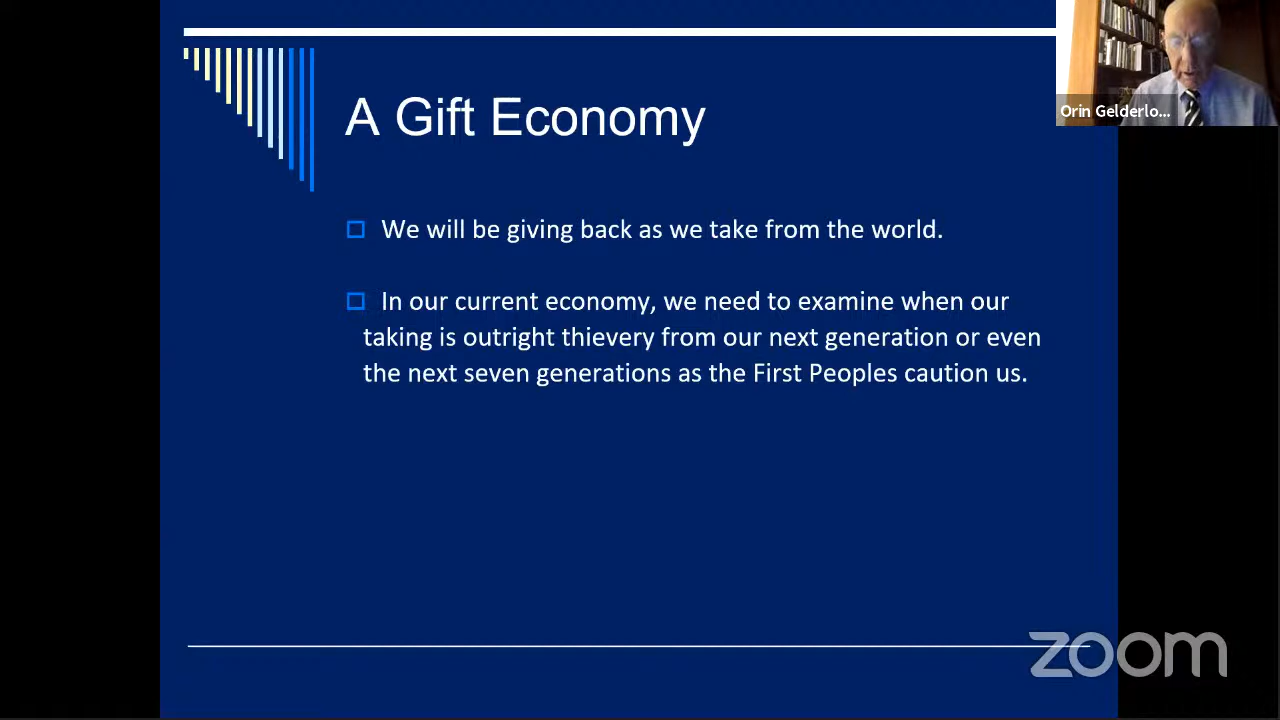 A Gift Economy
Orin Gelderlo...
We will be giving back as we take from the world.
In our current economy, we need to examine when our
taking is outright thievery from our next generation or even
the next seven generations as the First Peoples caution us.
zoom